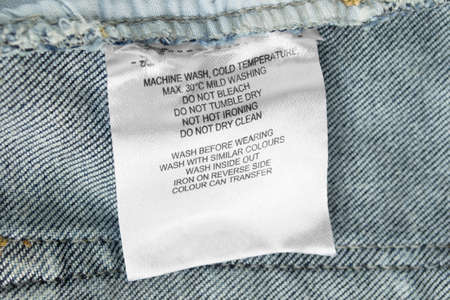 MACHINE WASH, COLD TEMPERATURE,
MAX. 30°C MILD WASHING
DO NOT BLEACH
DO NOT TUMBLE DRY
NOT HOT IRONING
DO NOT DRY CLEAN
WASH BEFORE WEARING
WASH WITH SIMILAR COLOURS
WASH INSIDE OUT
IRON ON REVERSE SIDE
COLOUR CAN TRANSFER